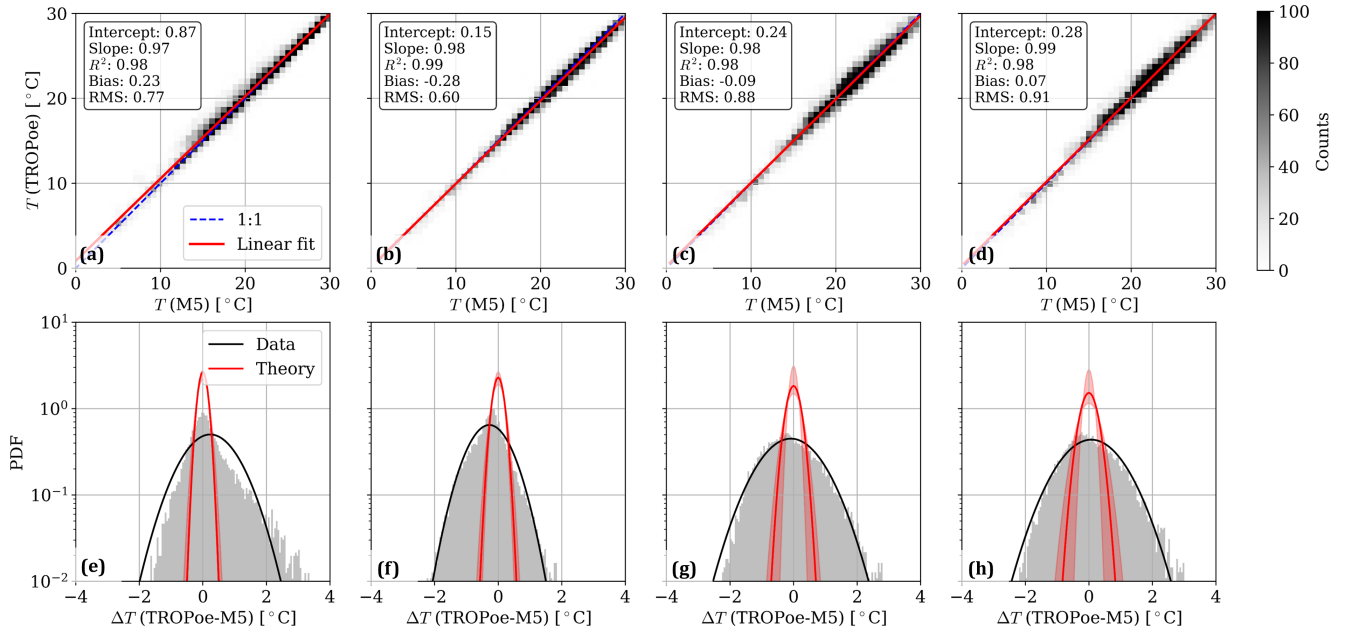 Intercept: 0.87
Slope: 0.97
R²: 0.98
Bias: 0.23
RMS: 0.77
1:1
Linear fit
(a)
30
20
10
0
T (TROPoe) [°C]
0 10 20 30
T (M5) [°C]
Intercept: 0.15
Slope: 0.98
R²: 0.99
Bias: -0.28
RMS: 0.60
(b)
0 10 20 30
T (M5) [°C]
Intercept: 0.24
Slope: 0.98
R²: 0.98
Bias: -0.09
RMS: 0.88
(c)
0 10 20 30
T (M5) [°C]
Intercept: 0.28
Slope: 0.99
R²: 0.98
Bias: 0.07
RMS: 0.91
(d)
0 10 20 30
T (M5) [°C]
100
80
60
40
20
0
Counts
Data
Theory
(e)
10¹
10⁰
10⁻¹
10⁻²
PDF
−4 −2 0 2 4
ΔT (TROPoe-M5) [°C]
(f)
−4 −2 0 2 4
ΔT (TROPoe-M5) [°C]
(g)
−4 −2 0 2 4
ΔT (TROPoe-M5) [°C]
(h)
−4 −2 0 2 4
ΔT (TROPoe-M5) [°C]